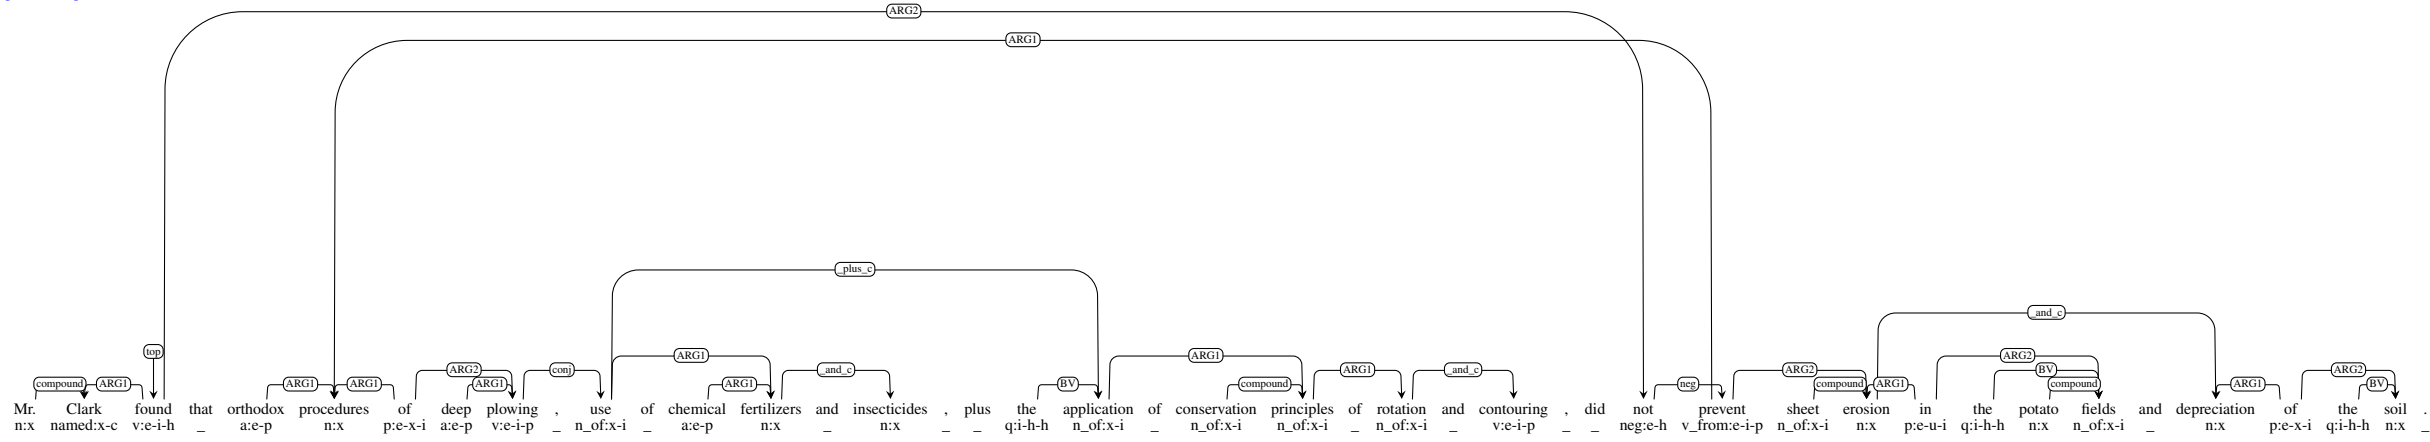 ARG2
ARG1
_plus_c
_and_c
top
ARG1 ARG1 ARG2
ARG2 conj _and_c ARG1 _and_c ARG2 BV ARG2
compound ARG1 ARG1 ARG1 ARG1 ARG1 BV compound neg compound ARG1 compound ARG1 BV
Mr. Clark found that orthodox procedures of deep plowing , use of chemical fertilizers and insecticides , plus the application of conservation principles of rotation and contouring , did not prevent sheet erosion in the potato fields and depreciation of the soil .
n:x named:x-c v:e-i-h _ a:e-p n:x p:e-x-i a:e-p v:e-i-p _ n_of:x-i _ a:e-p n:x _ n:x _ _ q:i-h-h n_of:x-i _ n_of:x-i n_of:x-i _ n_of:x-i _ v:e-i-p _ _ neg:e-h v_from:e-i-p n_of:x-i n:x p:e-u-i q:i-h-h n:x n_of:x-i _ n:x p:e-x-i q:i-h-h n:x _